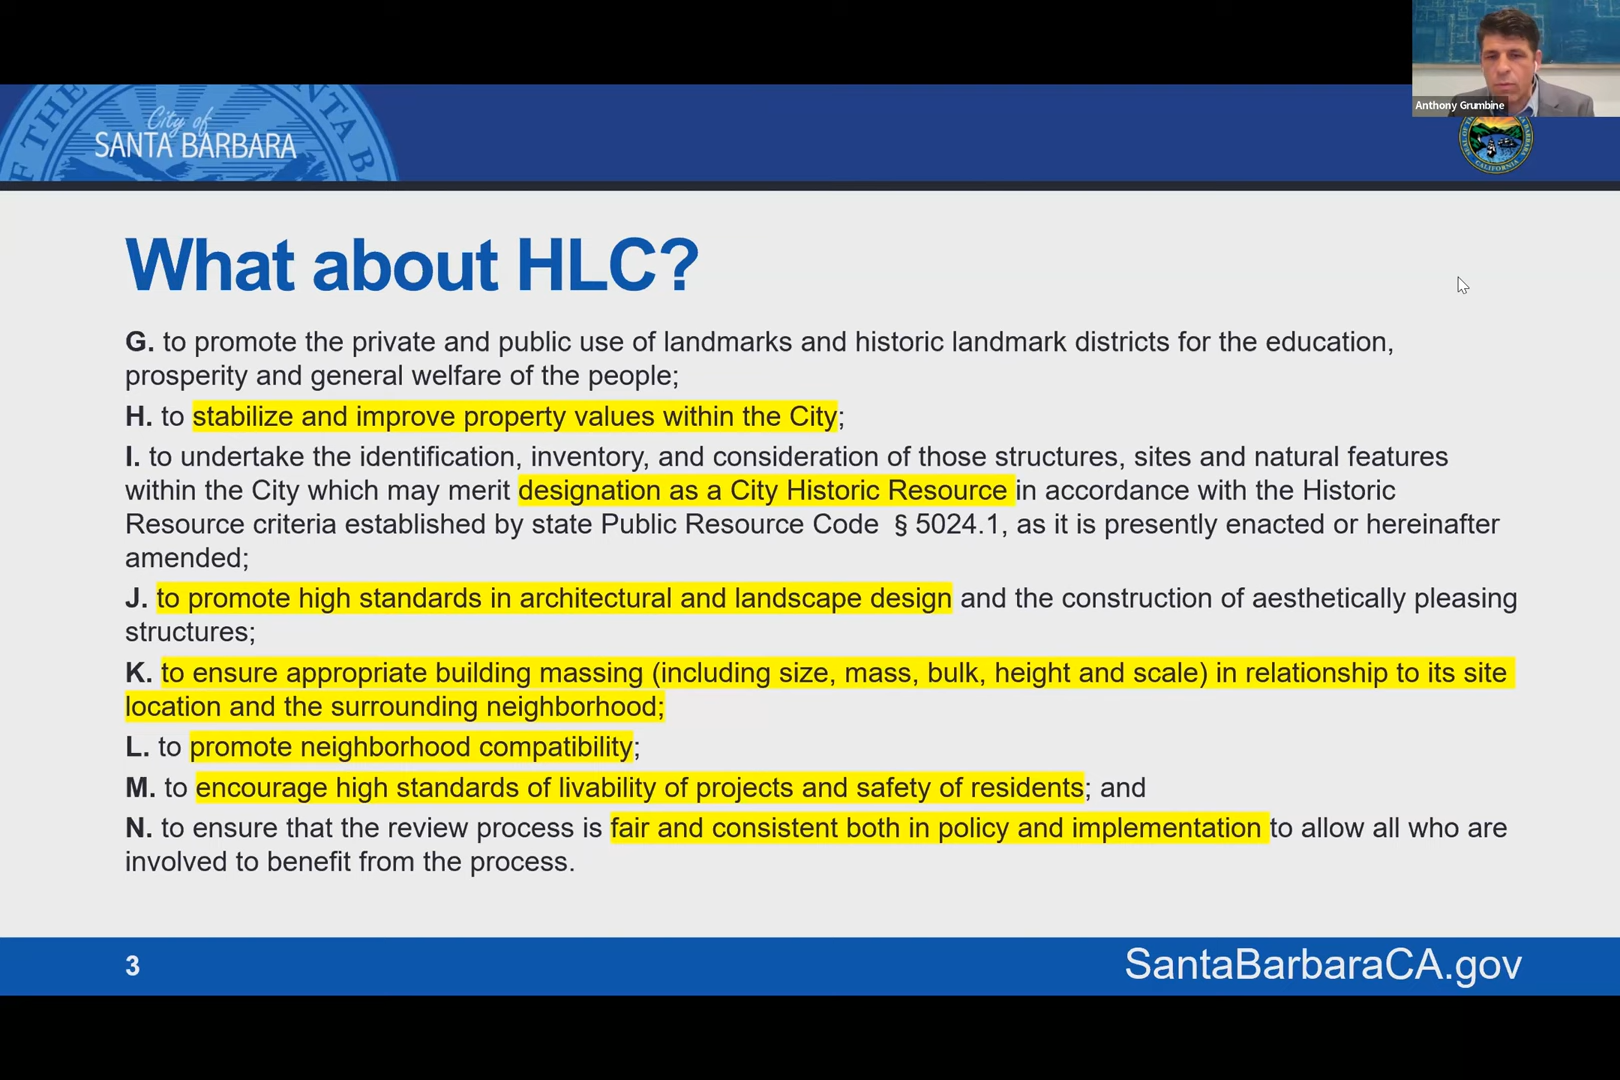 Anthony Grumbine
City of
SANTA BARBARA
What about HLC?
G. to promote the private and public use of landmarks and historic landmark districts for the education,
prosperity and general welfare of the people;
H. to stabilize and improve property values within the City;
I. to undertake the identification, inventory, and consideration of those structures, sites and natural features
within the City which may merit designation as a City Historic Resource in accordance with the Historic
Resource criteria established by state Public Resource Code § 5024.1, as it is presently enacted or hereinafter
amended;
J. to promote high standards in architectural and landscape design and the construction of aesthetically pleasing
structures;
K. to ensure appropriate building massing (including size, mass, bulk, height and scale) in relationship to its site
location and the surrounding neighborhood;
L. to promote neighborhood compatibility;
M. to encourage high standards of livability of projects and safety of residents; and
N. to ensure that the review process is fair and consistent both in policy and implementation to allow all who are
involved to benefit from the process.
3
SantaBarbaraCA.gov